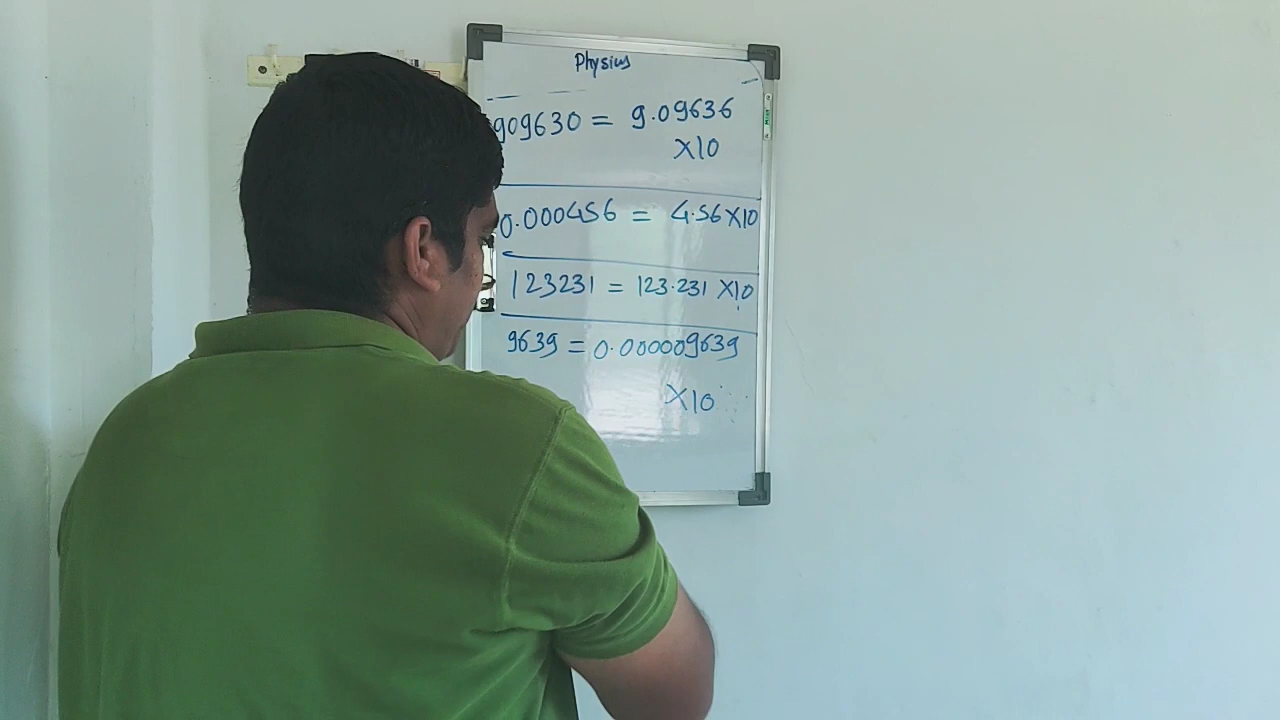 Physics
909630 = 9.09636
X10
0.000456 = 4.56 X10
123231 = 123.231 X10
9639 = 0.000009639
X10